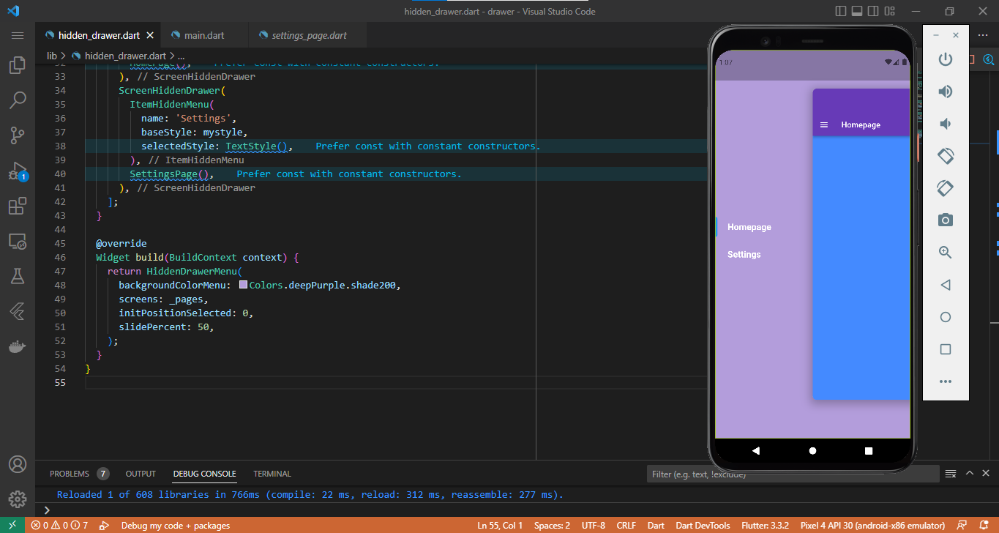 hidden_drawer.dart - drawer - Visual Studio Code
hidden_drawer.dart
main.dart
settings_page.dart
lib > hidden_drawer.dart > ...
32 HomePage(), Prefer const with constant constructors.
33 ), // ScreenHiddenDrawer
34 ScreenHiddenDrawer(
35 ItemHiddenMenu(
36 name: 'Settings',
37 baseStyle: mystyle,
38 selectedStyle: TextStyle(), Prefer const with constant constructors.
39 ), // ItemHiddenMenu
40 SettingsPage(), Prefer const with constant constructors.
41 ), // ScreenHiddenDrawer
42 ];
43 }
44
45 @override
46 Widget build(BuildContext context) {
47 return HiddenDrawerMenu(
48 backgroundColorMenu: Colors.deepPurple.shade200,
49 screens: _pages,
50 initPositionSelected: 0,
51 slidePercent: 50,
52 );
53 }
54 }
55
1:07
Homepage
Homepage
Settings
1
PROBLEMS 7 OUTPUT DEBUG CONSOLE TERMINAL
Filter (e.g. text, !exclude)
Reloaded 1 of 608 libraries in 766ms (compile: 22 ms, reload: 312 ms, reassemble: 277 ms).
>
0 0 7 Debug my code + packages Ln 55, Col 1 Spaces: 2 UTF-8 CRLF Dart Dart DevTools Flutter: 3.3.2 Pixel 4 API 30 (android-x86 emulator)